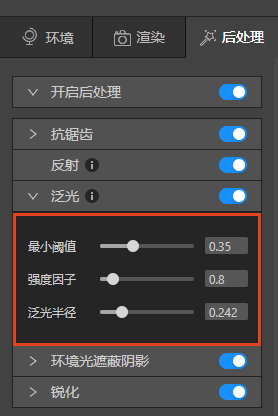 环境 渲染 后处理
开启后处理
抗锯齿
反射
泛光
最小阈值 0.35
强度因子 0.8
泛光半径 0.242
环境光遮蔽阴影
锐化